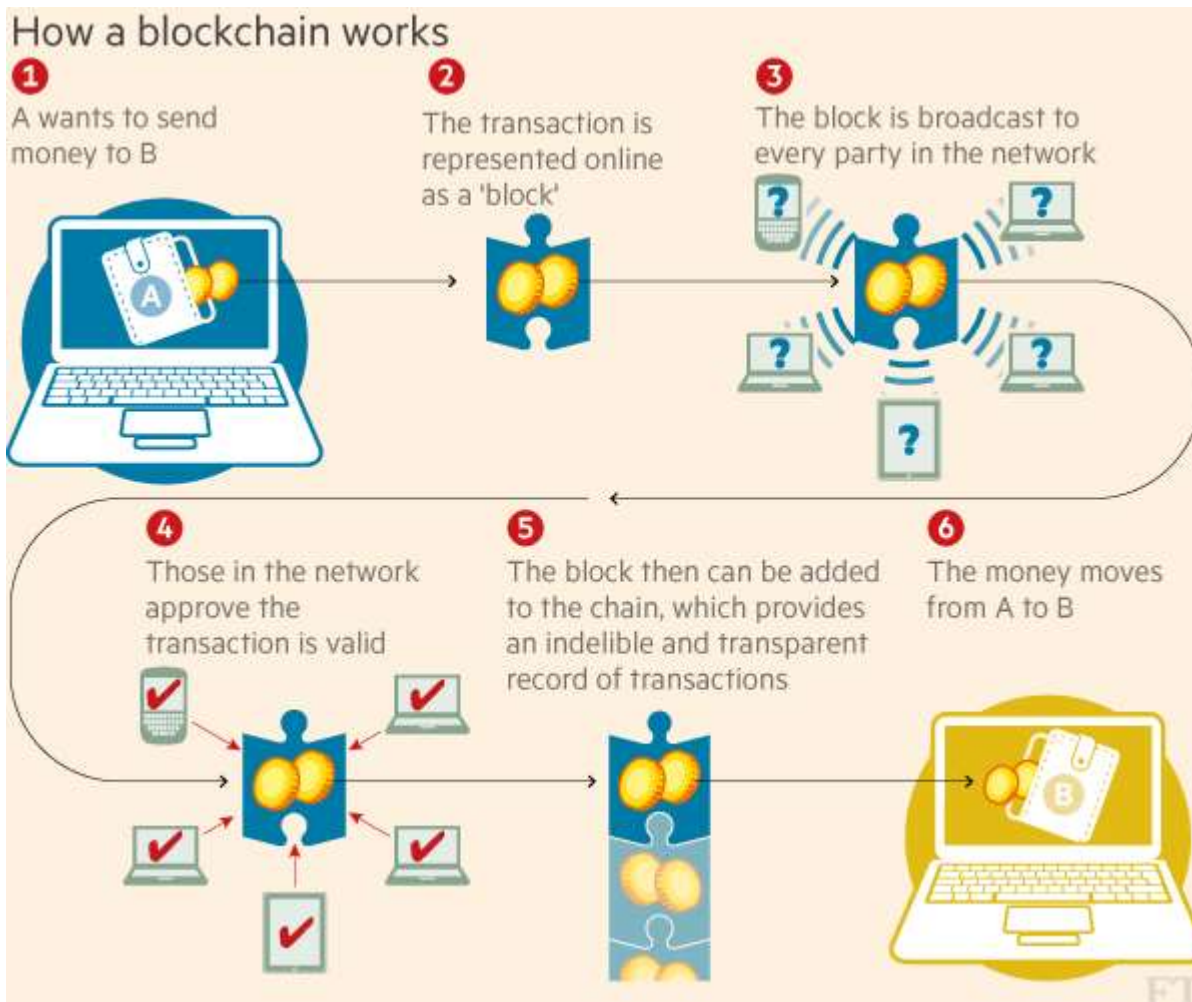 How a blockchain works
1
A wants to send
money to B
2
The transaction is
represented online
as a 'block'
3
The block is broadcast to
every party in the network
?
?
A
?
?
?
4
Those in the network
approve the
transaction is valid
5
The block then can be added
to the chain, which provides
an indelible and transparent
record of transactions
6
The money moves
from A to B
B
FT